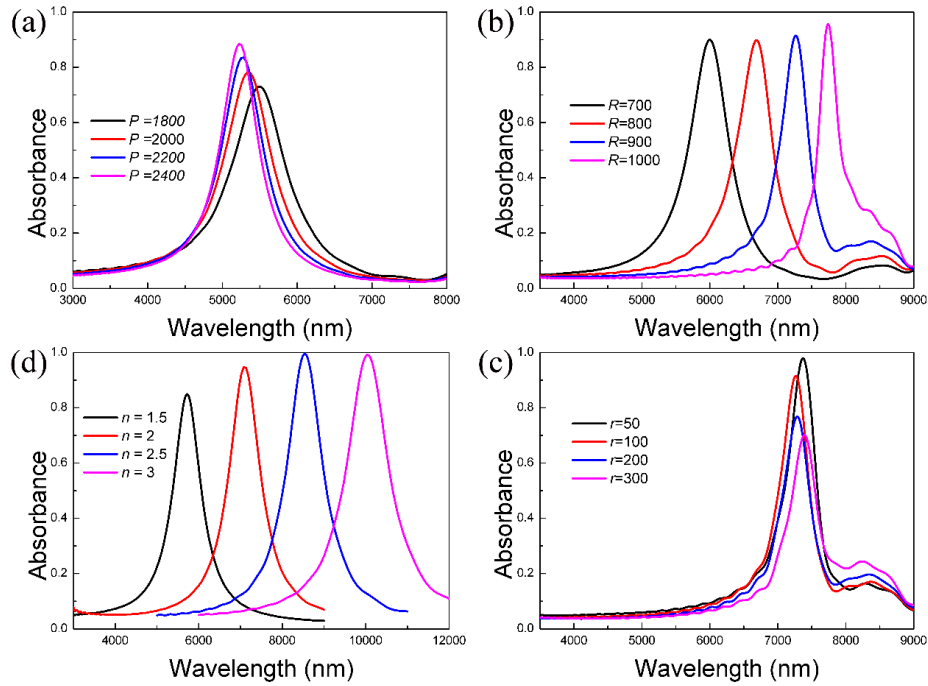 (a)
1.0
0.8
0.6
0.4
0.2
0.0
Absorbance
P =1800
P =2000
P =2200
P =2400
3000 5000 6000 8000
Wavelength (nm)
(b)
1.0
0.8
0.6
0.4
0.2
0.0
Absorbance
R=700
R=800
R=900
R=1000
4000 5000 6000 7000 8000 9000
Wavelength (nm)
(d)
1.0
0.8
0.6
0.4
0.2
0.0
Absorbance
n = 1.5
n = 2
n = 2.5
n = 3
4000 6000 8000 10000 12000
Wavelength (nm)
(c)
1.0
0.8
0.6
0.4
0.2
0.0
Absorbance
r=50
r=100
r=200
r=300
4000 5000 6000 7000 8000 9000
Wavelength (nm)